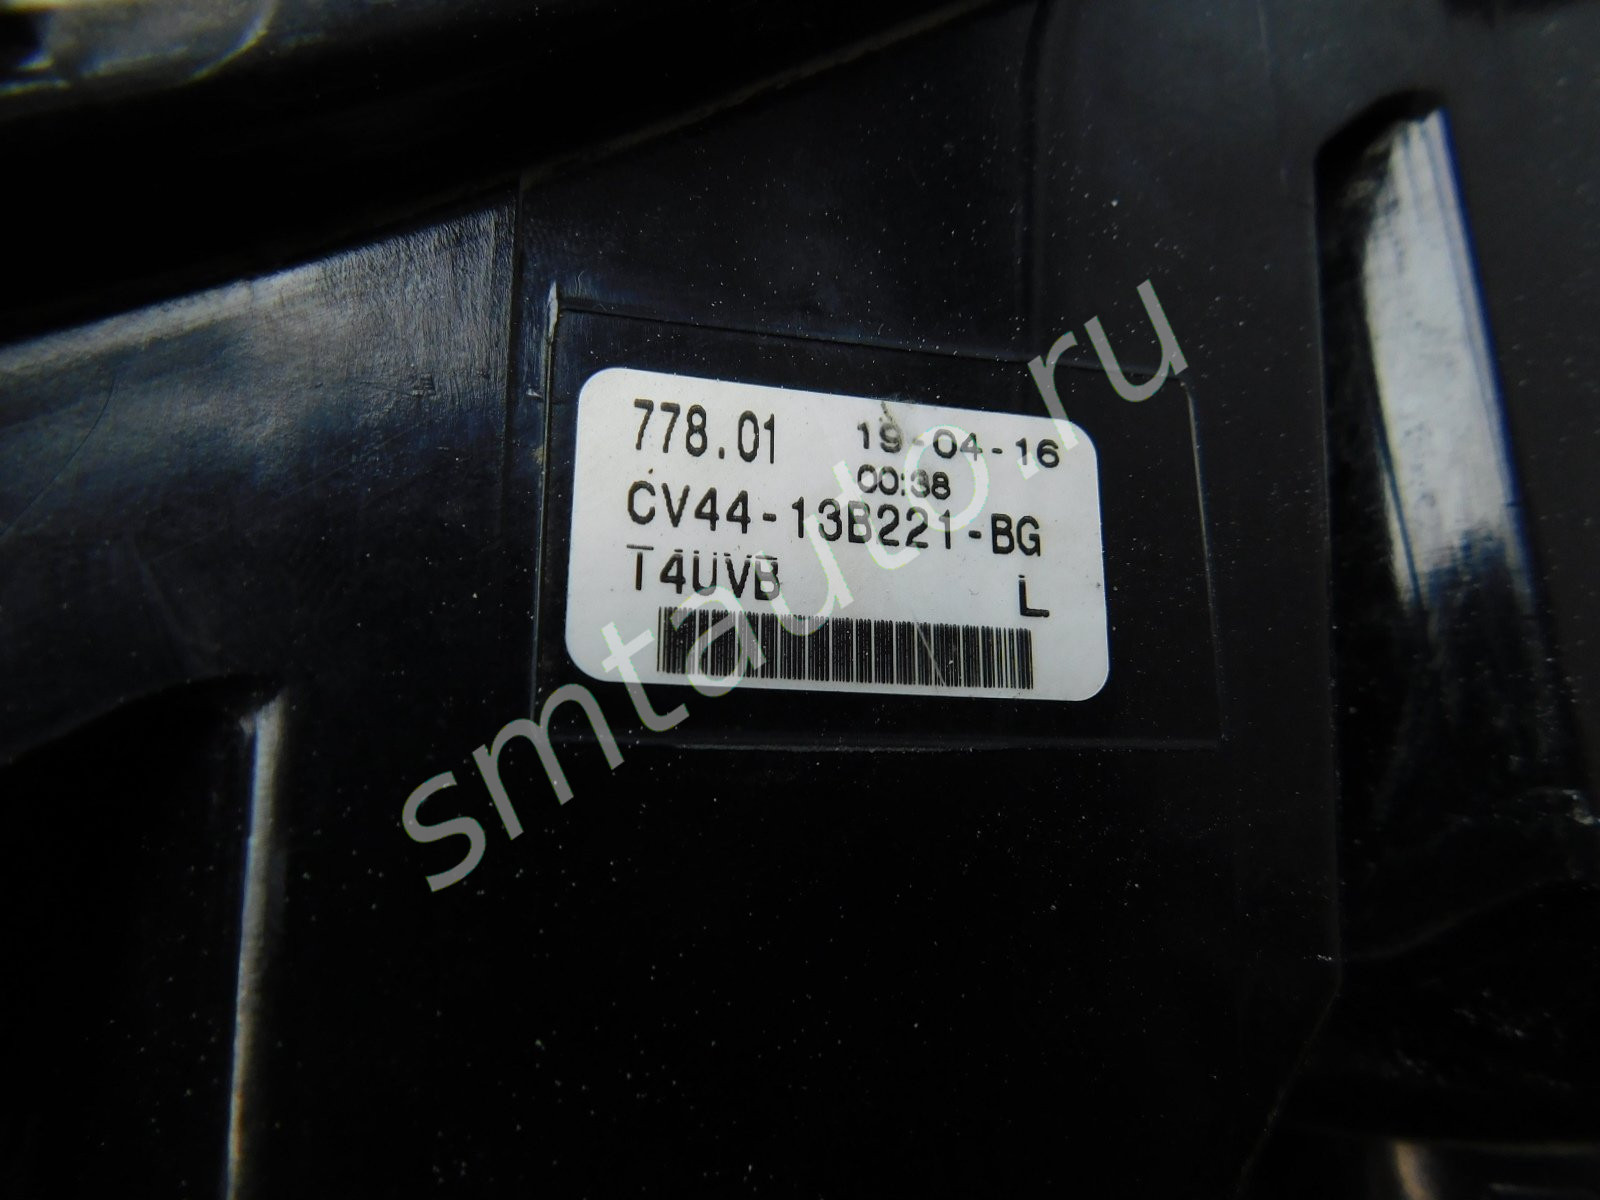 778.01 19-04-16
00:38
CV44-13B221-BG
T4UVB L
smtauto.ru